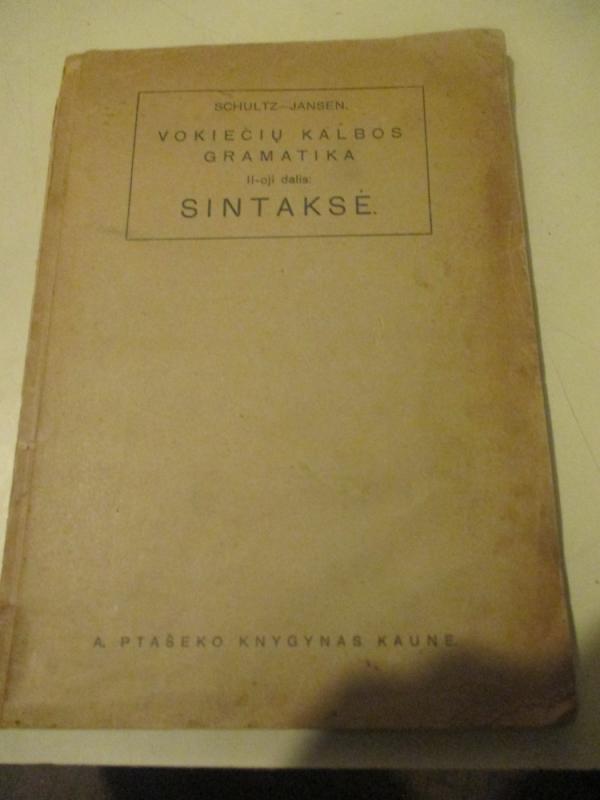 SCHULTZ—JANSEN.
VOKIEČIŲ KALBOS
GRAMATIKA
II-oji dalis:
SINTAKSĖ.
A. PTAŠEKO KNYGYNAS KAUNE.